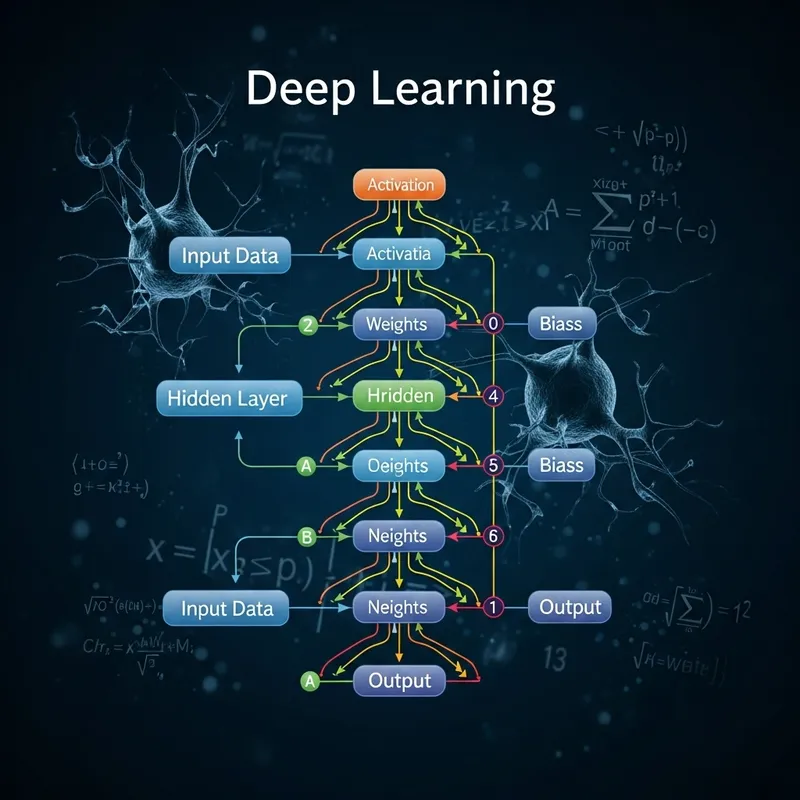 Deep Learning
Activation
Input Data
Activatia
2
Weights
0
Biass
Hidden Layer
Hridden
4
A
Oeights
5
Biass
B
Neights
6
Input Data
Neights
1
Output
A
Output
13